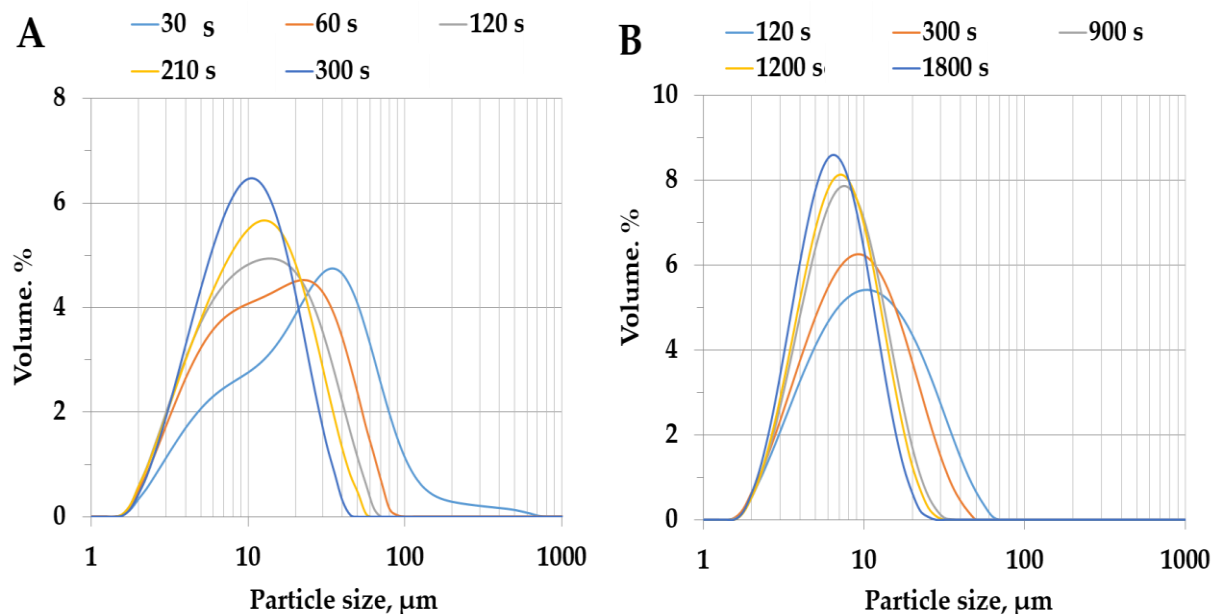 A
30 s
60 s
120 s
210 s
300 s
8
6
4
2
0
Volume. %
1
10
100
1000
Particle size, µm
B
120 s
300 s
900 s
1200 s
1800 s
10
8
6
4
2
0
Volume. %
1
10
100
1000
Particle size, µm